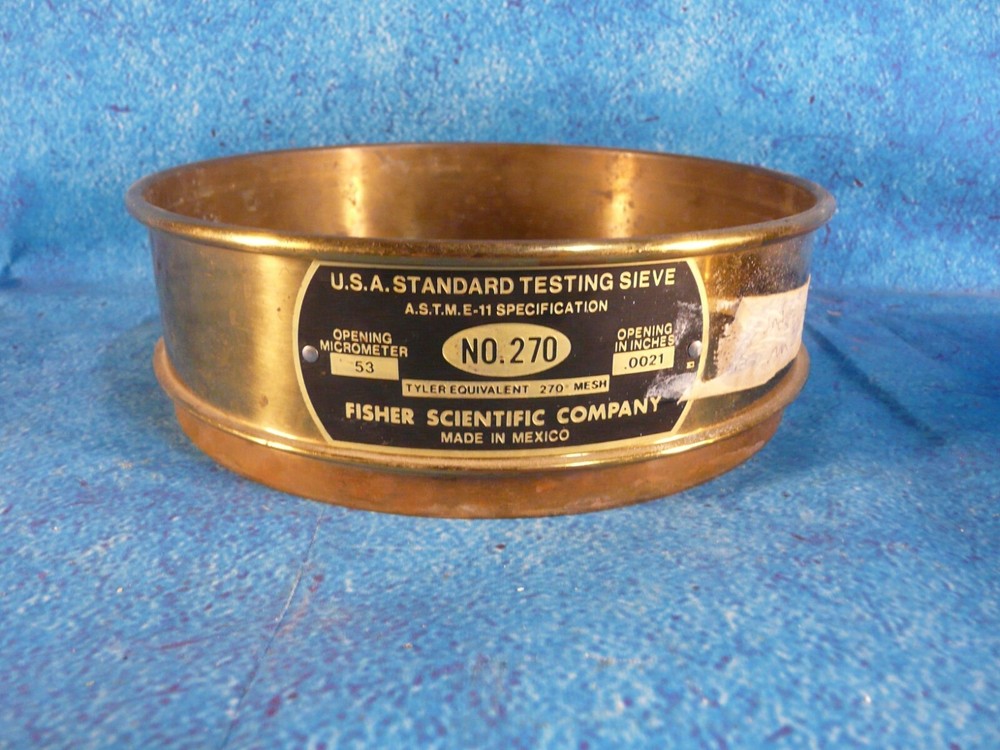 U.S.A. STANDARD TESTING SIEVE
A.S.T.M. E-11 SPECIFICATION
OPENING
MICROMETER
53
NO. 270
OPENING
IN INCHES
.0021
TYLER EQUIVALENT 270 MESH
FISHER SCIENTIFIC COMPANY
MADE IN MEXICO